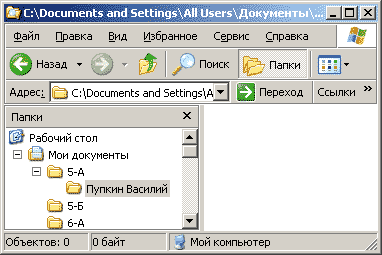 C:\Documents and Settings\All Users\Документы\...
Файл Правка Вид Избранное Сервис Справка
Назад Поиск Папки
Адрес: C:\Documents and Settings\A Переход Ссылки »
Папки
Рабочий стол
Мои документы
5-А
Пупкин Василий
5-Б
6-А
Объектов: 0 0 байт Мой компьютер